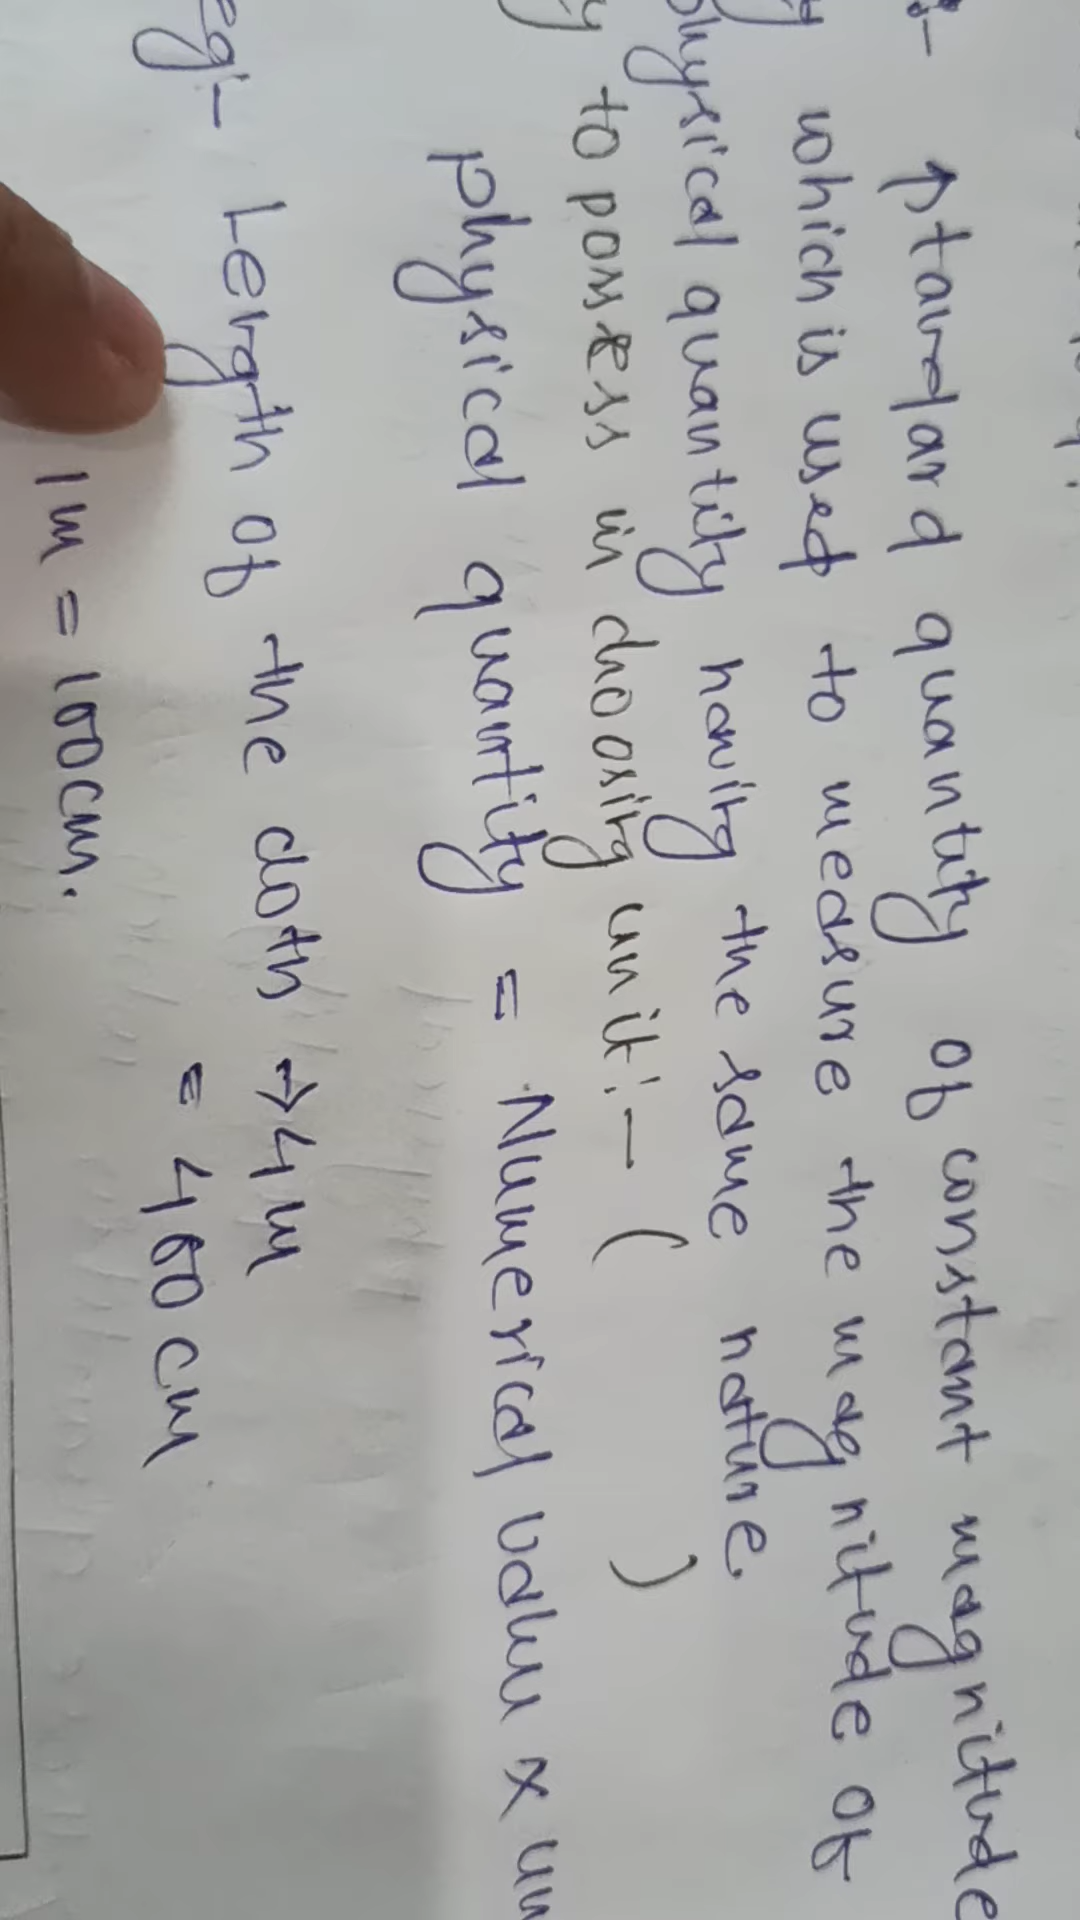 :- standard quantity of constant magnitude
y which is used to measure the magnitude of
physical quantity having the same nature.
y to possess in choosing unit:- ( )
physical quantity = Numerical value x un
eg:- Length of the cloth → 4m
= 400 cm
1m = 100cm.